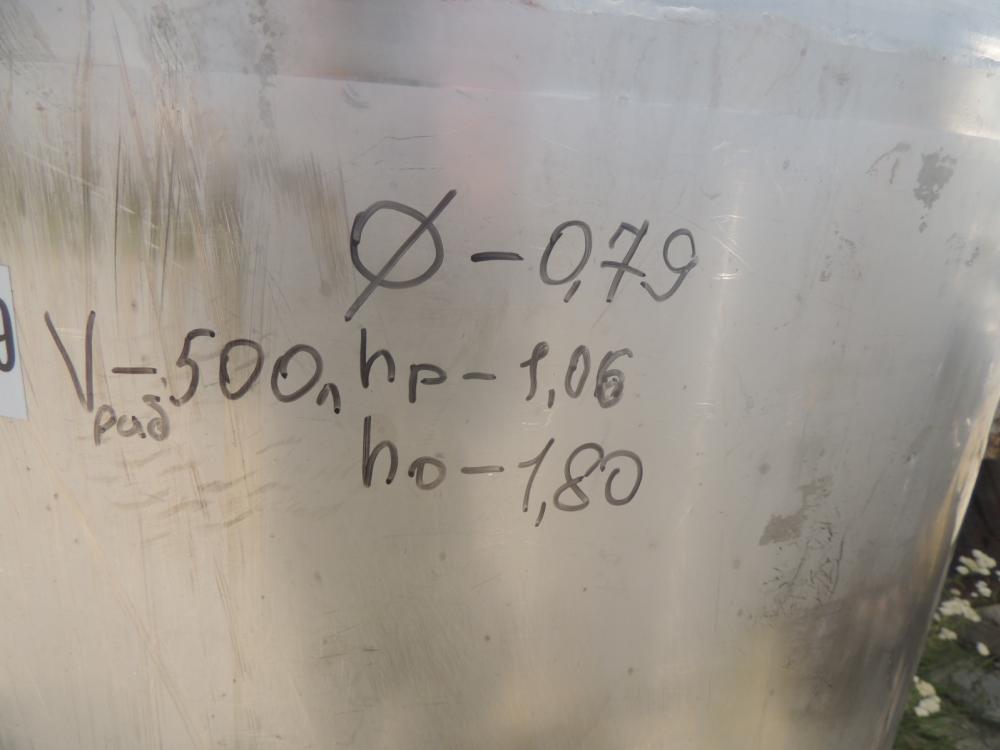 Ø – 0,79
Vраб – 500л hр – 1,06
hо – 1,80